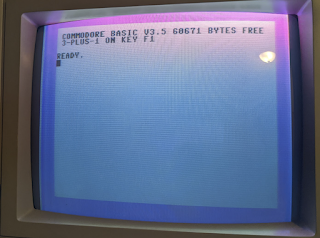 COMMODORE BASIC V3.5 60671 BYTES FREE
3-PLUS-1 ON KEY F1
READY.